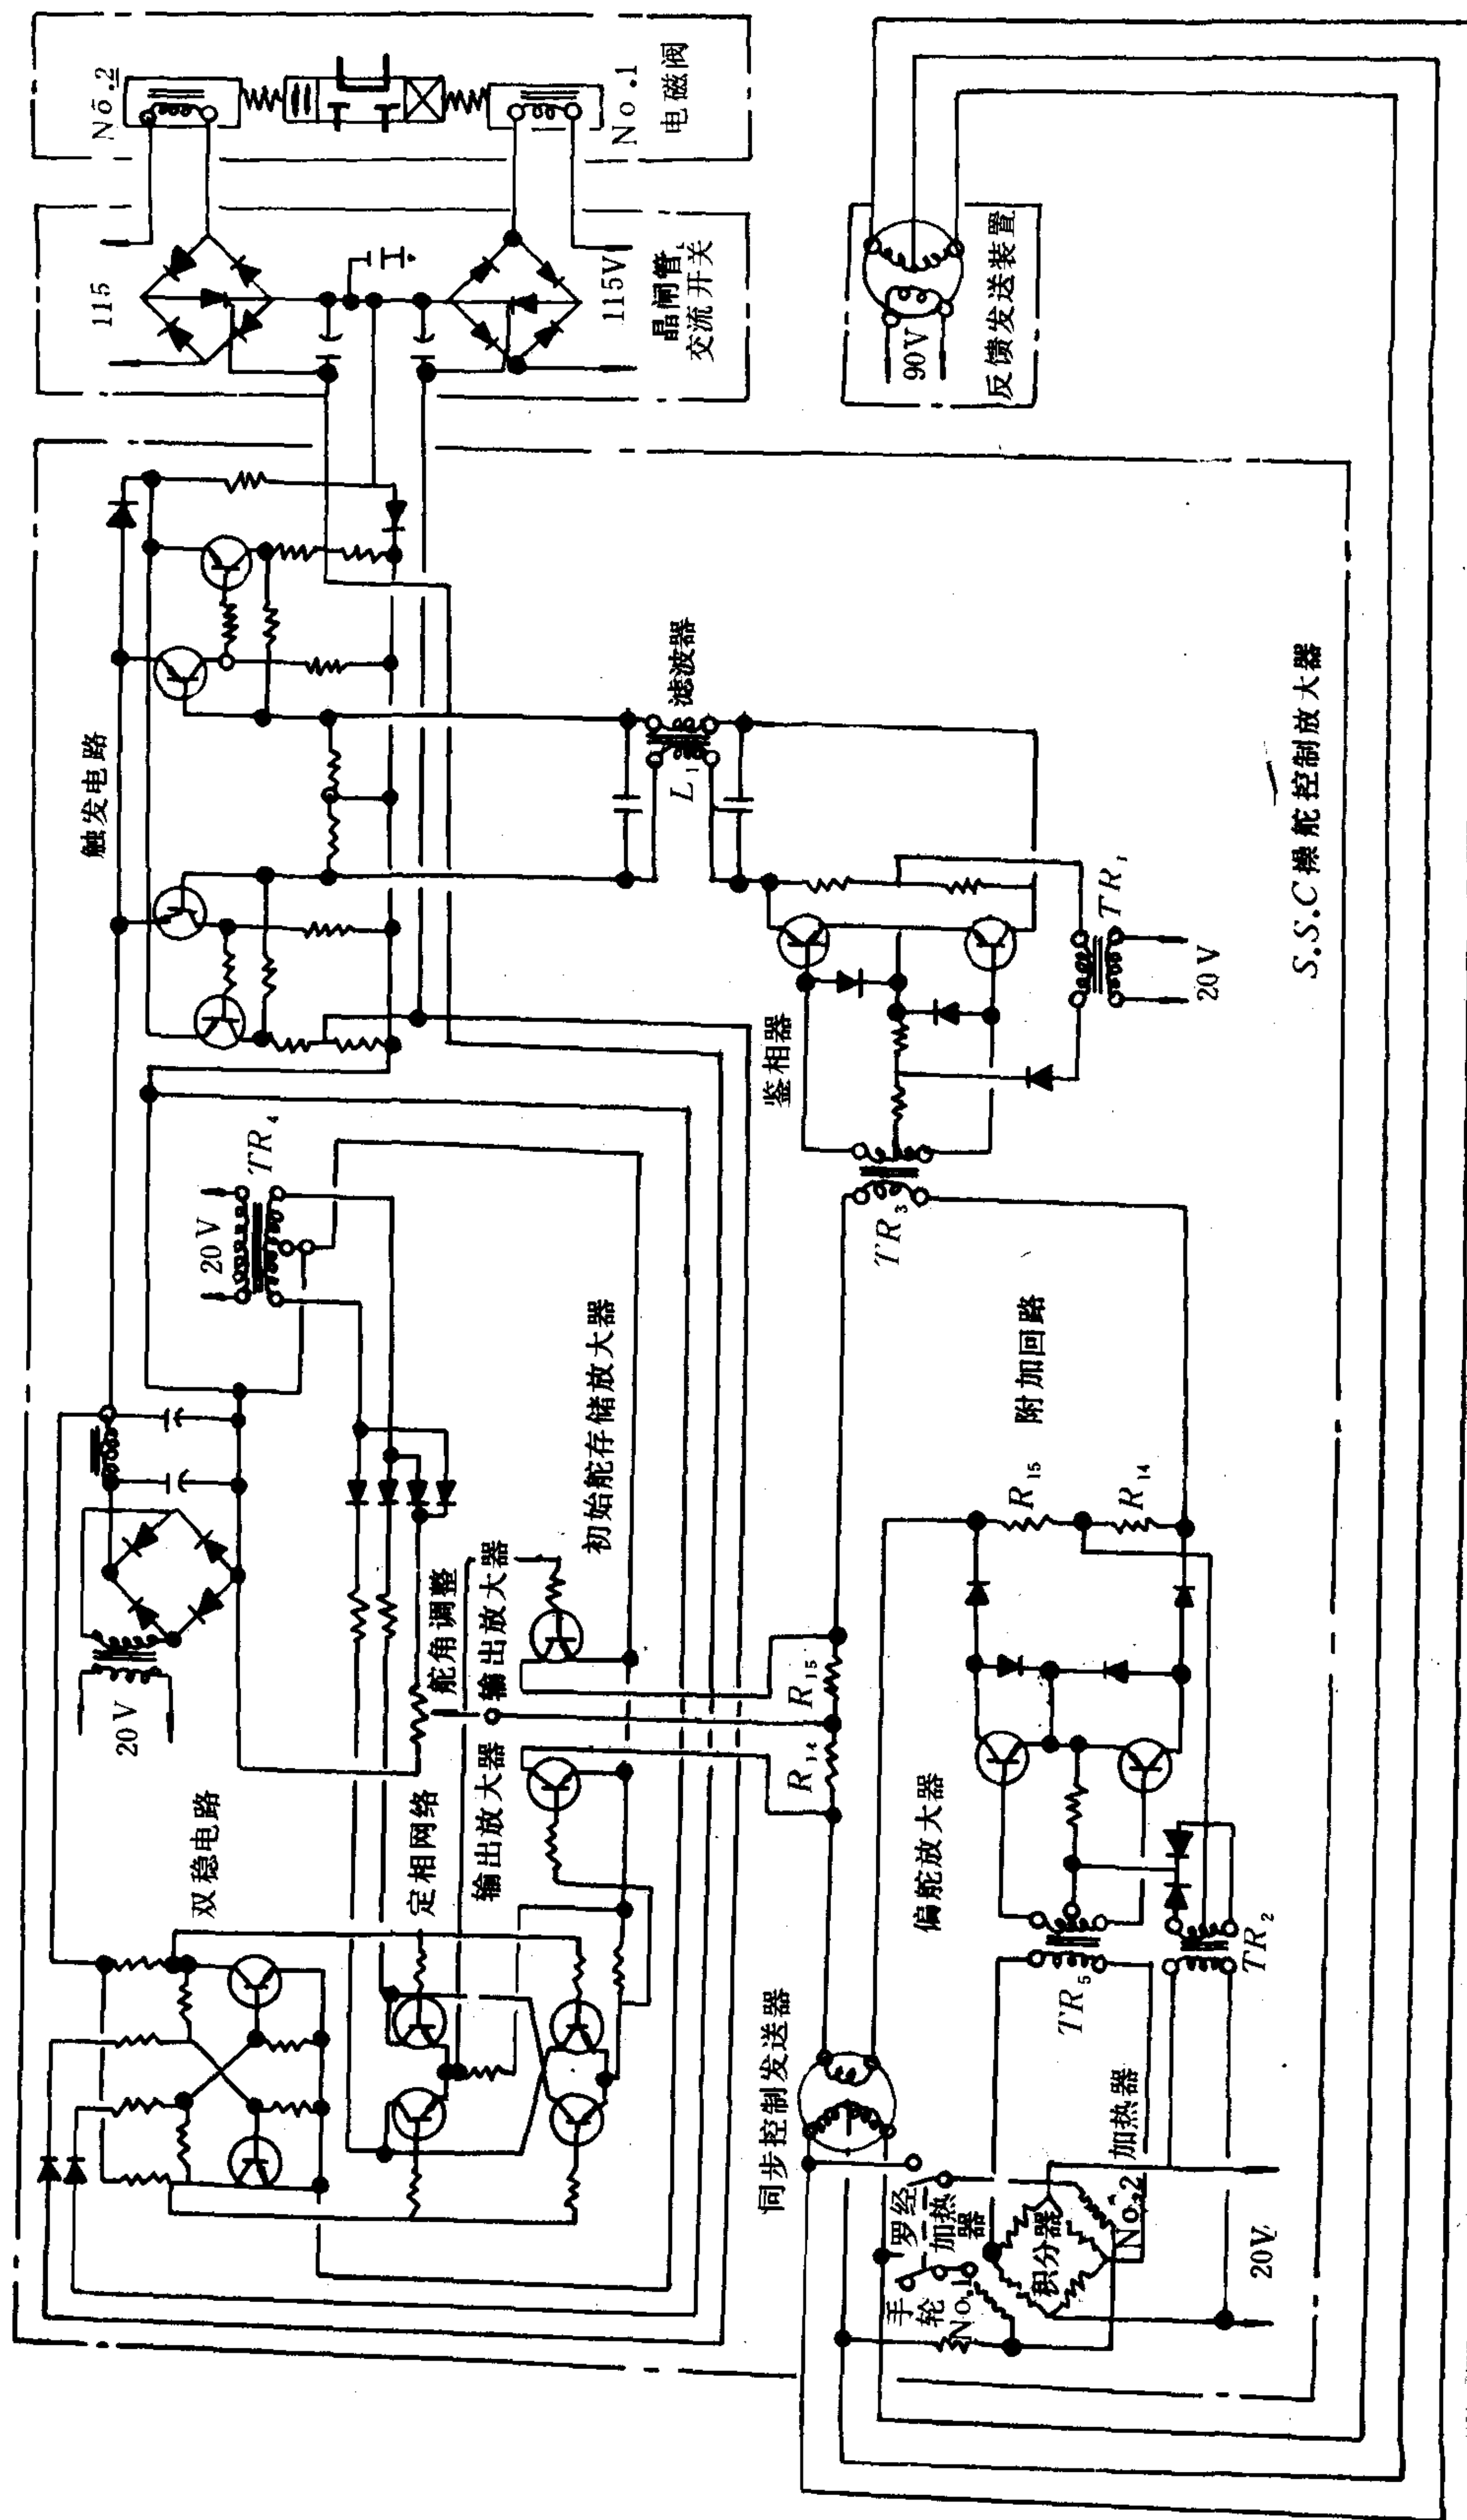 No.2
No.1
电磁阀
115
115V
晶闸管
交流开关
90V
反馈发送装置
触发电路
滤波器
L₁
TR₁
20V
鉴相器
S.S.C操舵控制放大器
TR₄
20V
TR₃
初始舵存储放大器
附加回路
R₁₅
R₁₄
20V
舵角调整
输出放大器
R₁₅
R₁₄
双稳电路
定相网络
输出放大器
偏舵放大器
TR₅
TR₂
同步控制发送器
罗经
加热
器
手
轮
No.1
积分器
No.2
加热器
20V